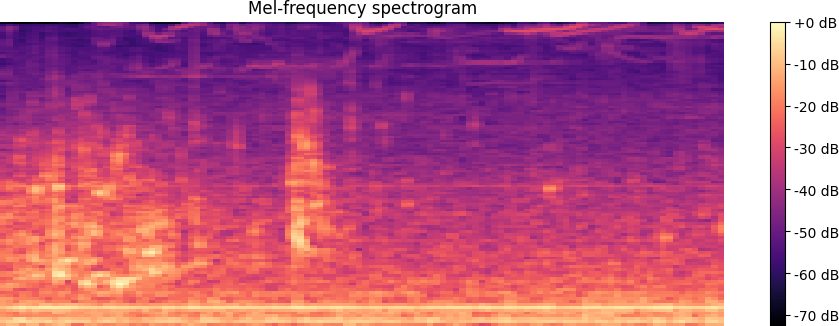 Mel-frequency spectrogram
+0 dB
-10 dB
-20 dB
-30 dB
-40 dB
-50 dB
-60 dB
-70 dB